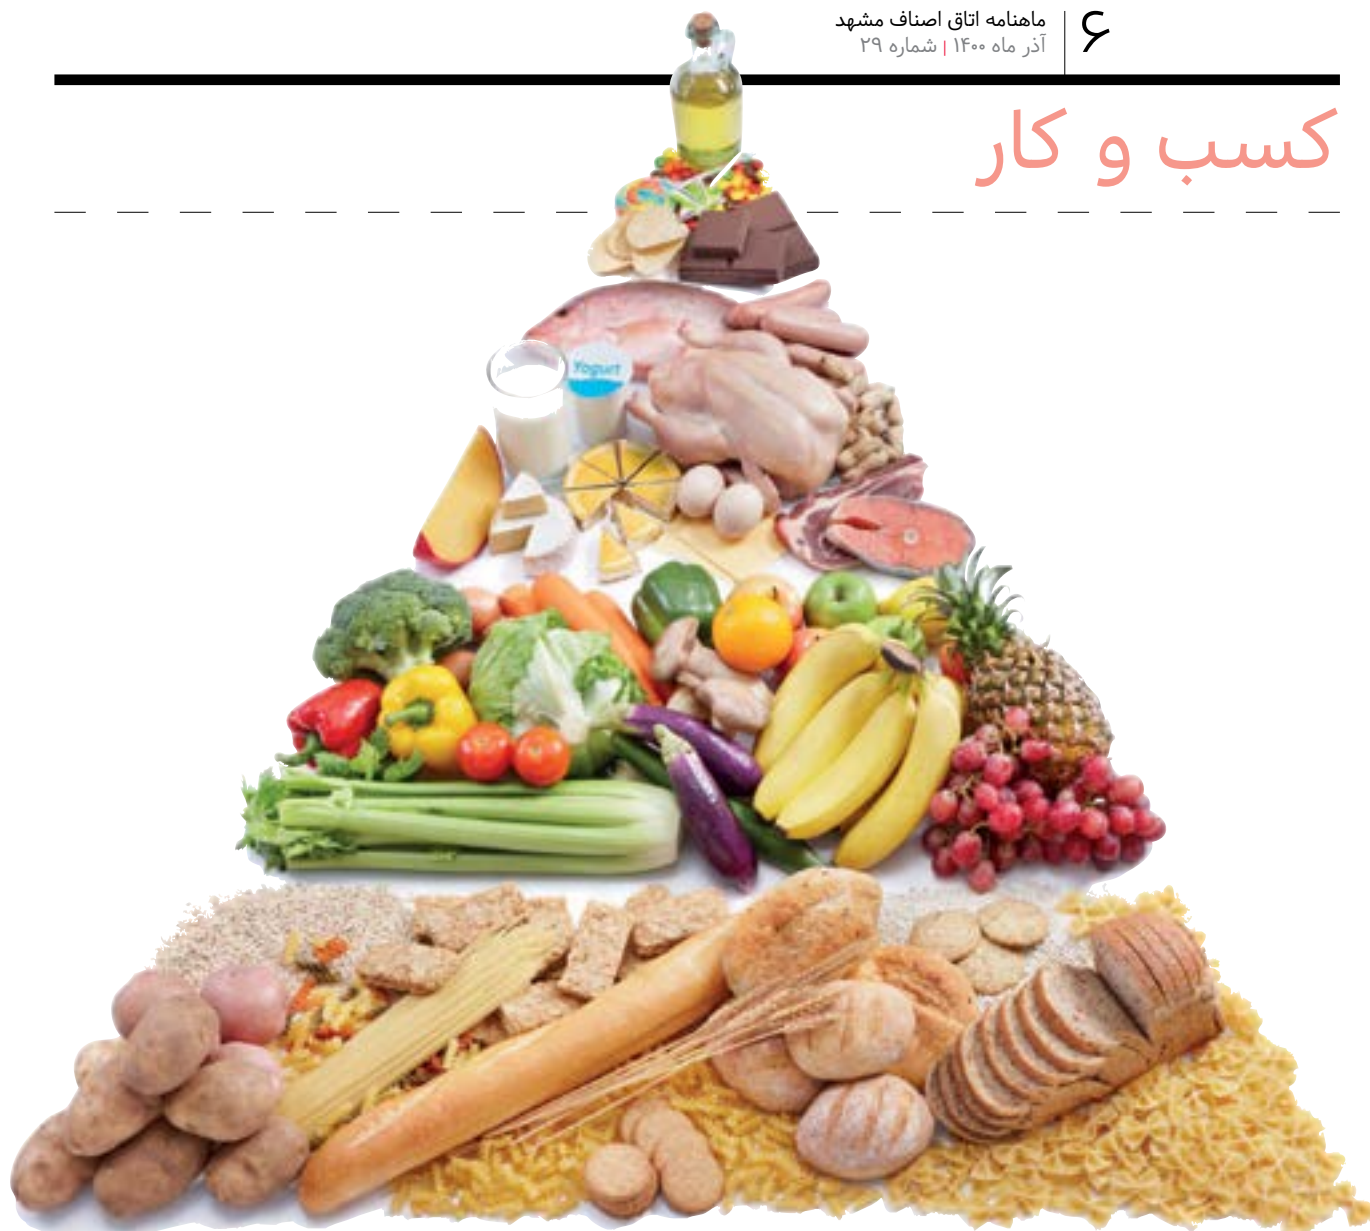 ۶
ماهنامه اتاق اصناف مشهد
آذر ماه ۱۴۰۰ | شماره ۲۹
کسب و کار
Yogurt